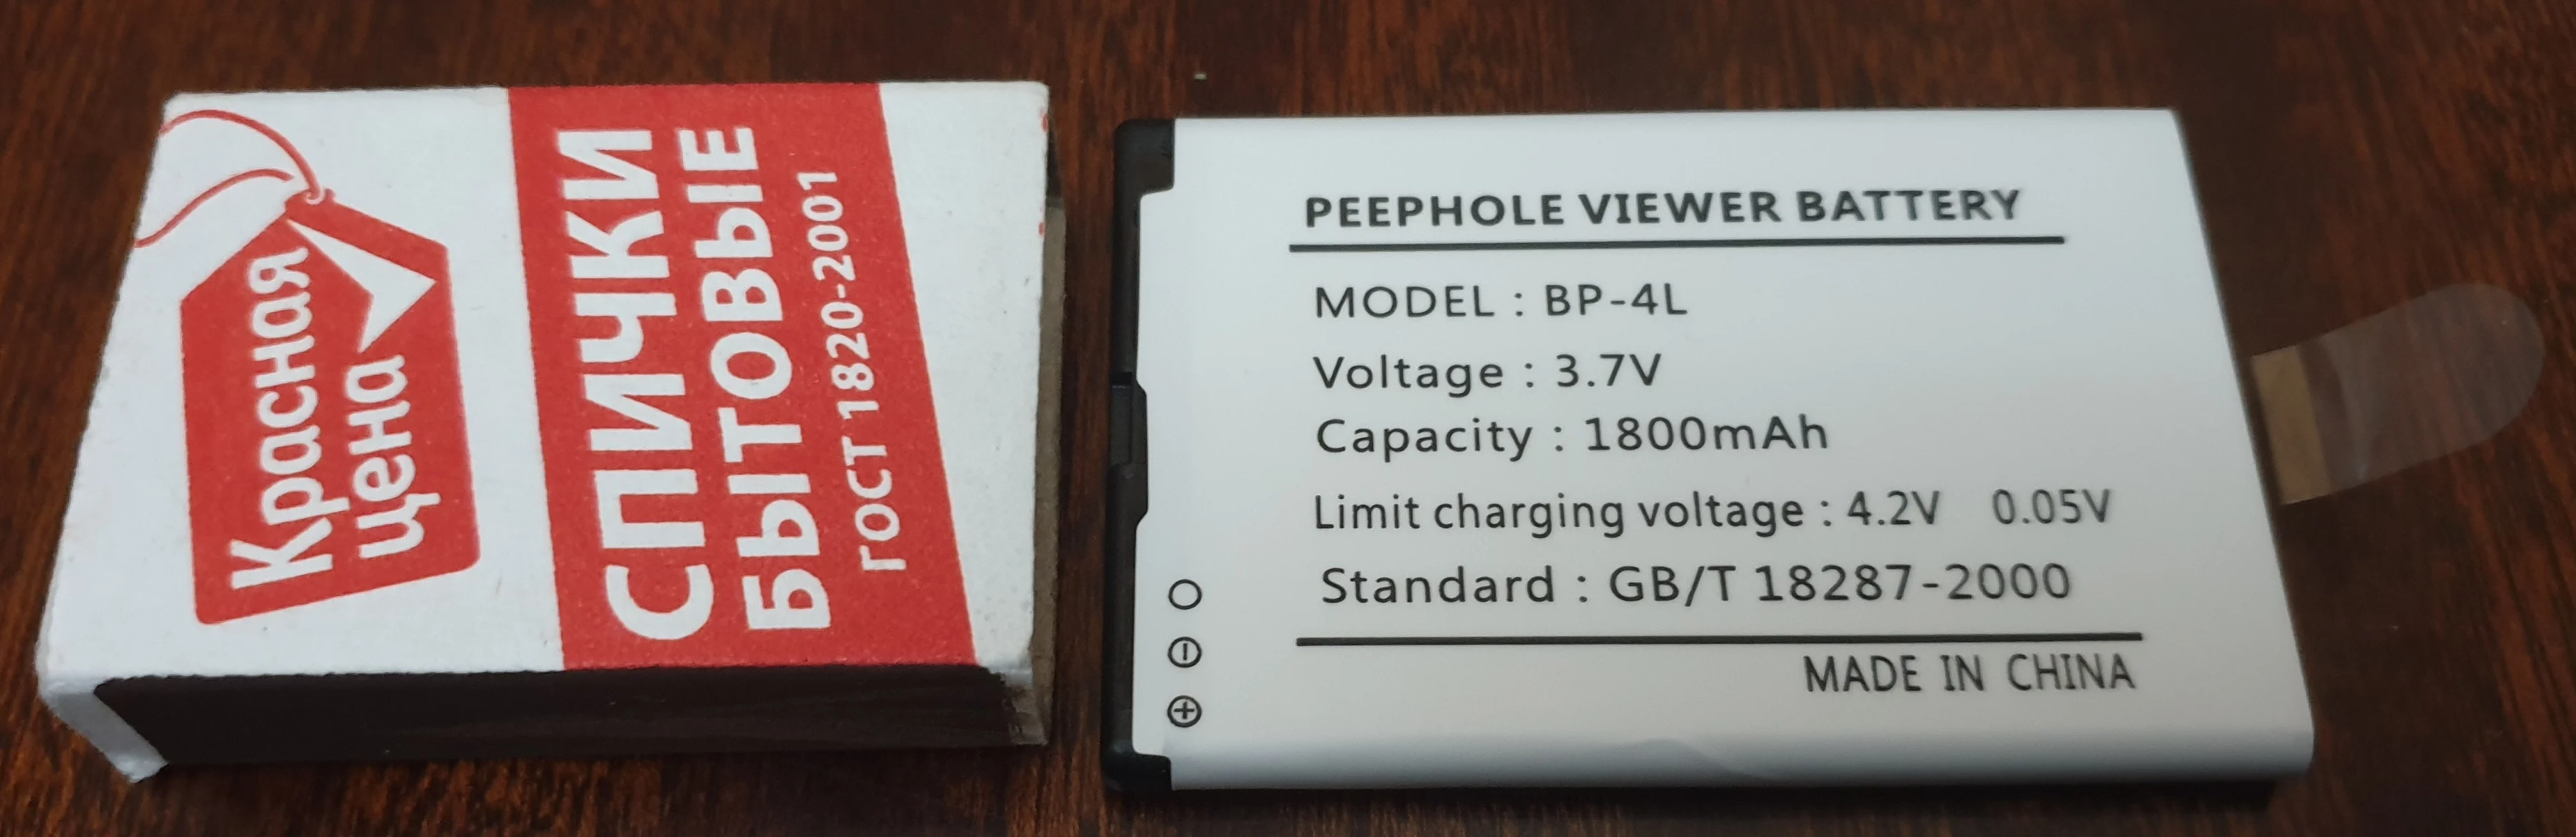 Красная
цена
СПИЧКИ
БЫТОВЫЕ
ГОСТ 1820-2001
PEEPHOLE VIEWER BATTERY
MODEL : BP-4L
Voltage : 3.7V
Capacity : 1800mAh
Limit charging voltage : 4.2V 0.05V
Standard : GB/T 18287-2000
MADE IN CHINA